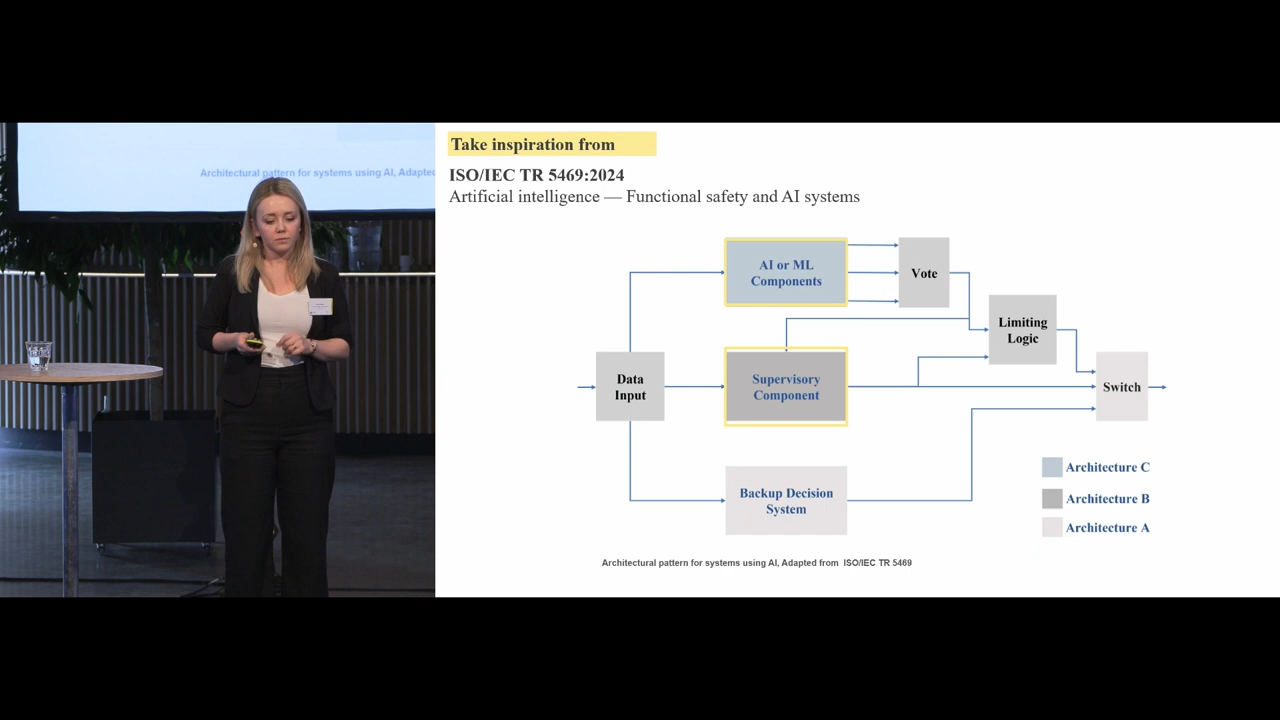 Architectural pattern for systems using AI, Adapted
Take inspiration from
ISO/IEC TR 5469:2024
Artificial intelligence — Functional safety and AI systems
AI or ML
Components
Vote
Limiting
Logic
Data
Input
Supervisory
Component
Switch
Backup Decision
System
Architecture C
Architecture B
Architecture A
Architectural pattern for systems using AI, Adapted from ISO/IEC TR 5469